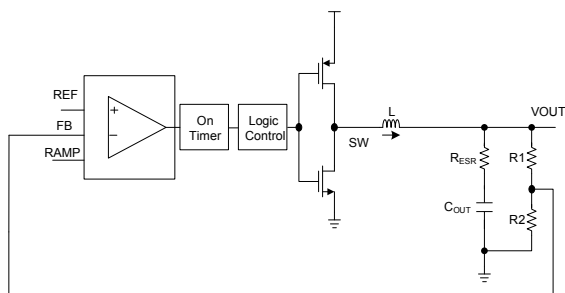 REF
FB
RAMP
+
−
On
Timer
Logic
Control
SW
L
VOUT
R1
RESR
COUT
R2